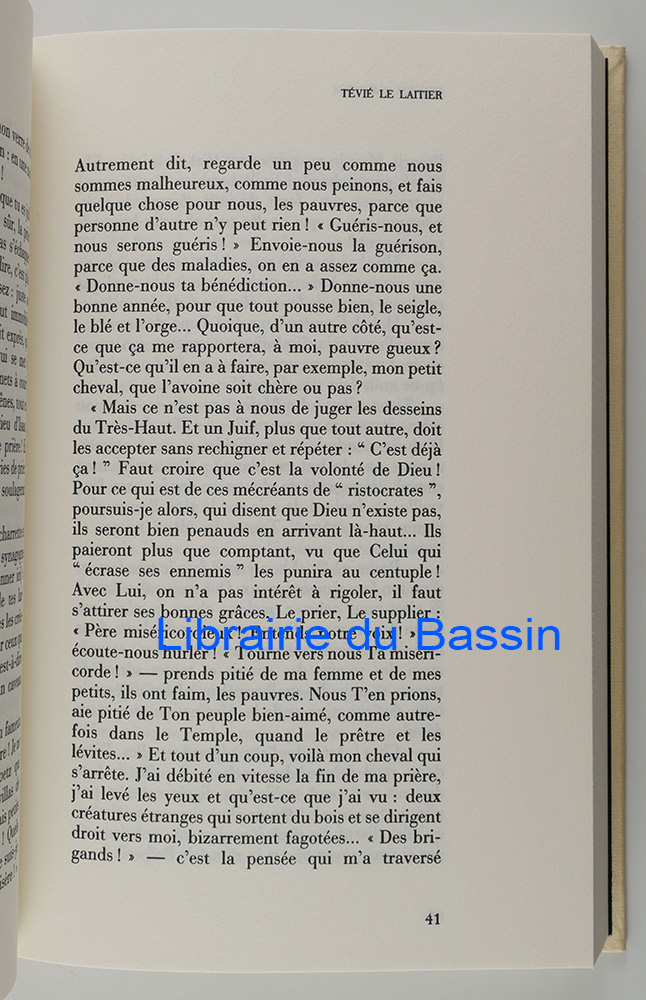 TÉVIÉ LE LAITIER
Autrement dit, regarde un peu comme nous
sommes malheureux, comme nous peinons, et fais
quelque chose pour nous, les pauvres, parce que
personne d'autre n'y peut rien ! « Guéris-nous, et
nous serons guéris ! » Envoie-nous la guérison,
parce que des maladies, on en a assez comme ça.
« Donne-nous ta bénédiction... » Donne-nous une
bonne année, pour que tout pousse bien, le seigle,
le blé et l'orge... Quoique, d'un autre côté, qu'est-
ce que ça me rapportera, à moi, pauvre gueux ?
Qu'est-ce qu'il en a à faire, par exemple, mon petit
cheval, que l'avoine soit chère ou pas ?
« Mais ce n'est pas à nous de juger les desseins
du Très-Haut. Et un Juif, plus que tout autre, doit
les accepter sans rechigner et répéter : “ C'est déjà
ça ! ” Faut croire que c'est la volonté de Dieu !
Pour ce qui est de ces mécréants de “ ristocrates ”,
poursuis-je alors, qui disent que Dieu n'existe pas,
ils seront bien penauds en arrivant là-haut... Ils
paieront plus que comptant, vu que Celui qui
“ écrase ses ennemis ” les punira au centuple !
Avec Lui, on n'a pas intérêt à rigoler, il faut
s'attirer ses bonnes grâces, Le prier, Le supplier :
« Père miséricordieux ! Entends notre voix ! »
Librairie du Bassin
écoute-nous hurler ! « Tourne vers nous Ta miséri-
corde ! » — prends pitié de ma femme et de mes
petits, ils ont faim, les pauvres. Nous T'en prions,
aie pitié de Ton peuple bien-aimé, comme autre-
fois dans le Temple, quand le prêtre et les
lévites... » Et tout d'un coup, voilà mon cheval qui
s'arrête. J'ai débité en vitesse la fin de ma prière,
j'ai levé les yeux et qu'est-ce que j'ai vu : deux
créatures étranges qui sortent du bois et se dirigent
droit vers moi, bizarrement fagotées... « Des bri-
gands ! » — c'est la pensée qui m'a traversé
41